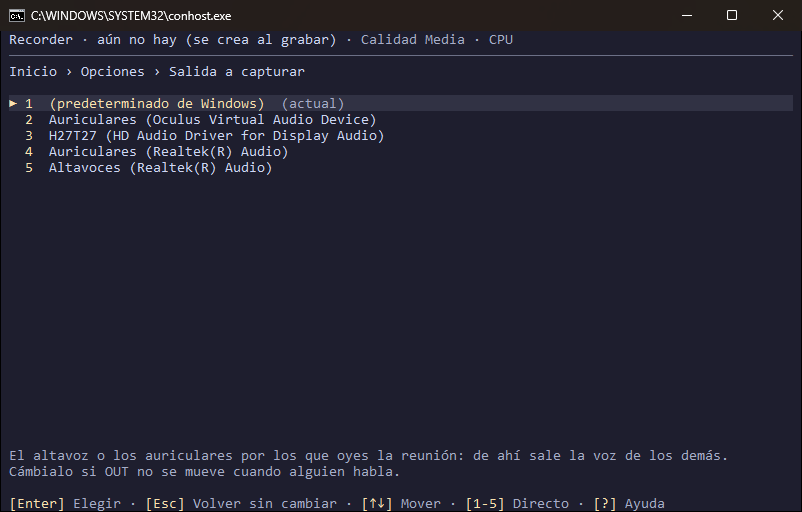 C:\WINDOWS\SYSTEM32\conhost.exe
Recorder · aún no hay (se crea al grabar) · Calidad Media · CPU
Inicio › Opciones › Salida a capturar
► 1 (predeterminado de Windows) (actual)
2 Auriculares (Oculus Virtual Audio Device)
3 H27T27 (HD Audio Driver for Display Audio)
4 Auriculares (Realtek(R) Audio)
5 Altavoces (Realtek(R) Audio)
El altavoz o los auriculares por los que oyes la reunión: de ahí sale la voz de los demás.
Cámbialo si OUT no se mueve cuando alguien habla.
[Enter] Elegir · [Esc] Volver sin cambiar · [↑↓] Mover · [1-5] Directo · [?] Ayuda